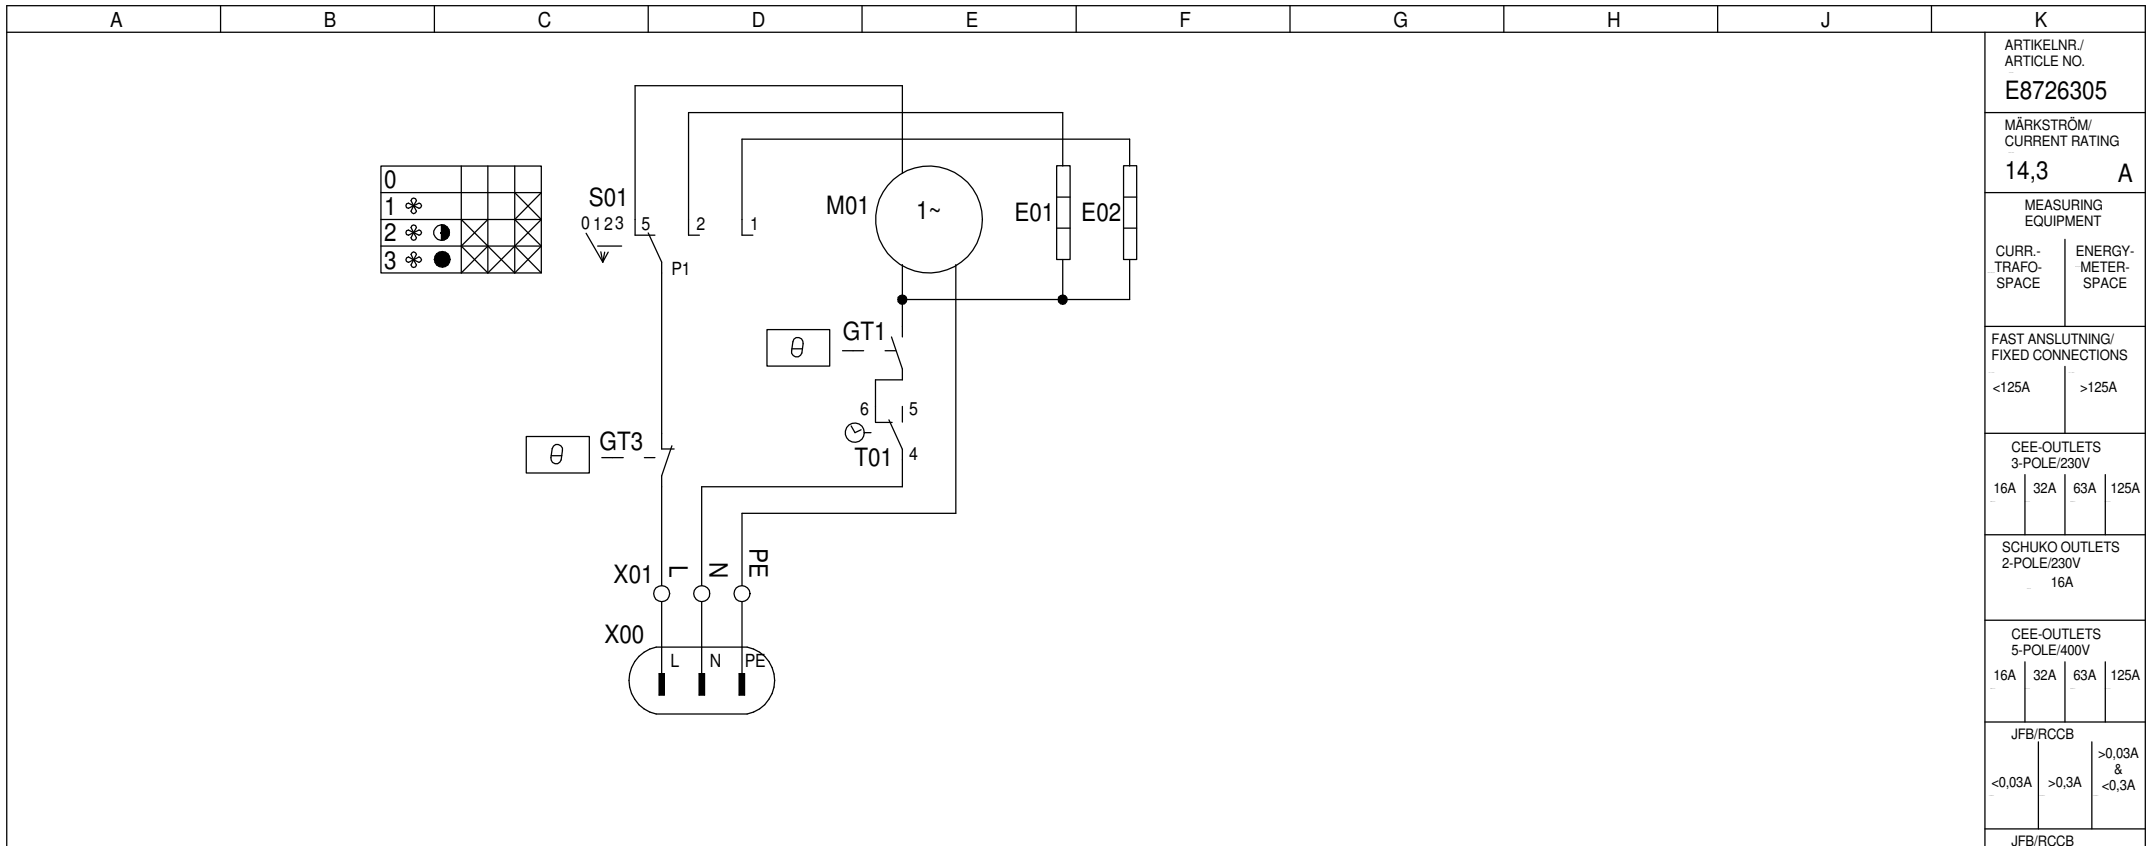 A B C D E F G H J K
ARTIKELNR./
ARTICLE NO.
E8726305
MÄRKSTRÖM/
CURRENT RATING
14,3 A
MEASURING
EQUIPMENT
CURR.-
TRAFO-
SPACE
ENERGY-
METER-
SPACE
FAST ANSLUTNING/
FIXED CONNECTIONS
<125A >125A
CEE-OUTLETS
3-POLE/230V
16A 32A 63A 125A
SCHUKO OUTLETS
2-POLE/230V
16A
CEE-OUTLETS
5-POLE/400V
16A 32A 63A 125A
JFB/RCCB
<0,03A >0,3A
>0,03A
&
<0,3A
JFB/RCCB
0
1
2
3
S01
0 1 2 3 5 2 1
P1
M01
1~
E01 E02
GT1
θ
6 5
T01 4
GT3
θ
X01 L N PE
X00
L N PE